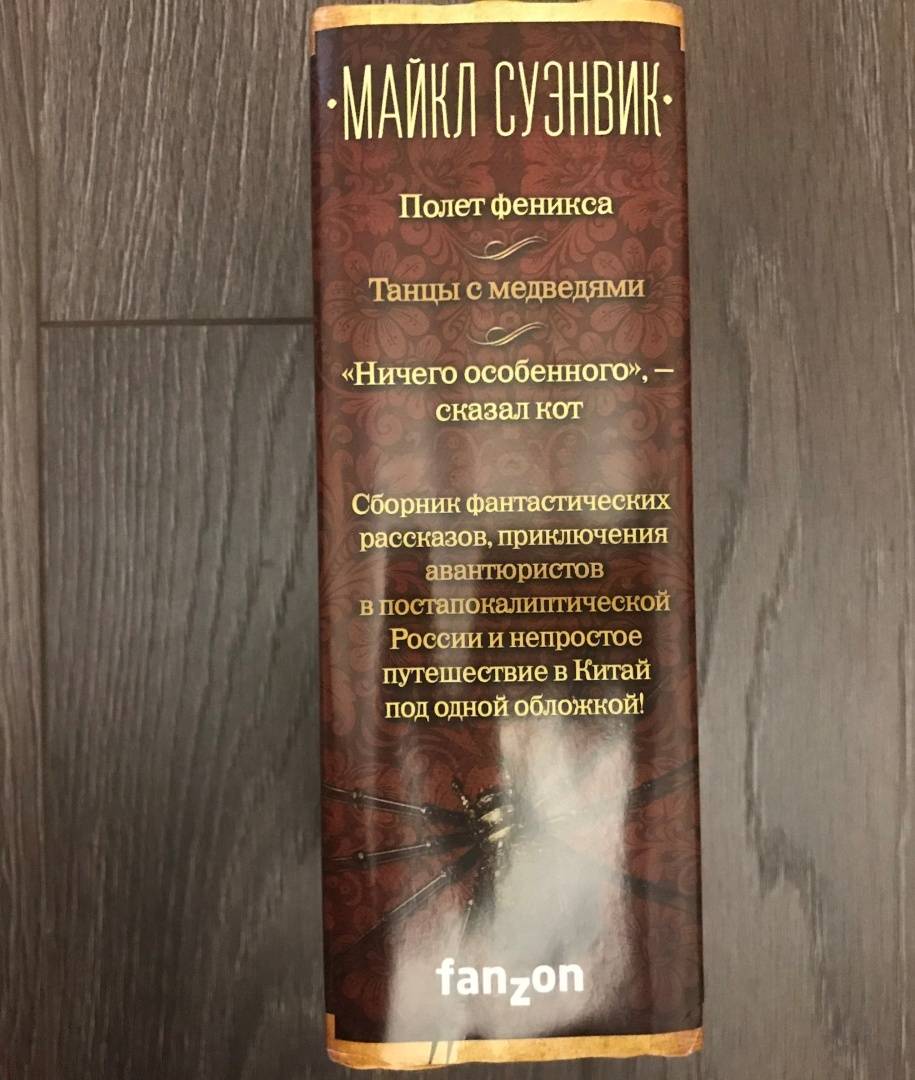 ·МАЙКЛ СУЭНВИК·
Полет феникса
Танцы с медведями
«Ничего особенного», –
сказал кот
Сборник фантастических
рассказов, приключения
авантюристов
в постапокалиптической
России и непростое
путешествие в Китай
под одной обложкой!
fanzon